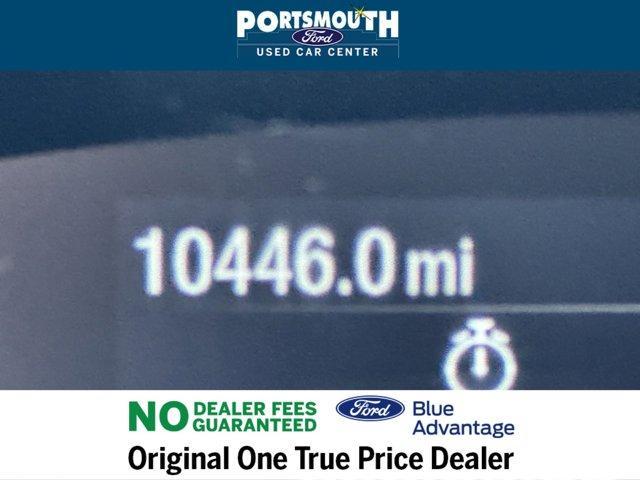 PORTSMOUTH
Ford
USED CAR CENTER
10446.0 mi
NO DEALER FEES
GUARANTEED
Ford Blue
Advantage
Original One True Price Dealer